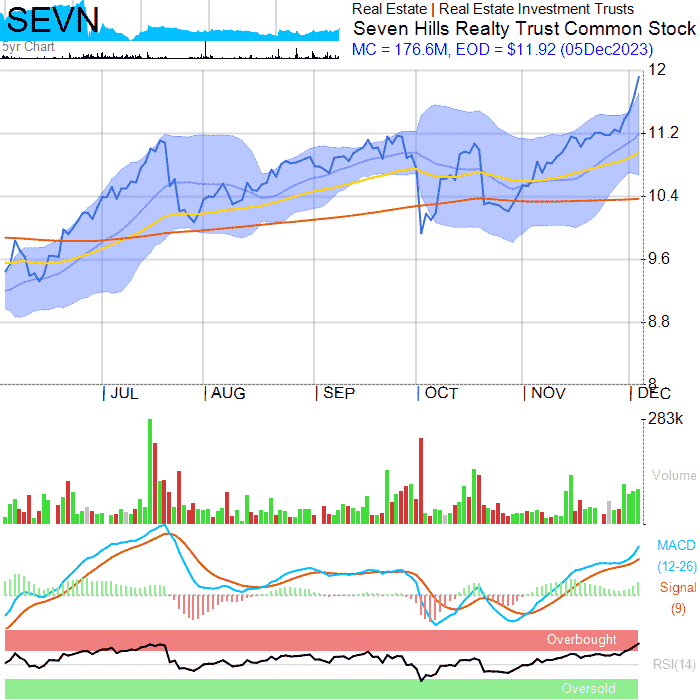 SEVN
5yr Chart
Real Estate | Real Estate Investment Trusts
Seven Hills Realty Trust Common Stock
MC = 176.6M, EOD = $11.92 (05Dec2023)
12
11.2
10.4
9.6
8.8
8
JUL AUG SEP OCT NOV DEC
283k
Volume
MACD
(12-26)
Signal
(9)
Overbought
RSI(14)
Oversold